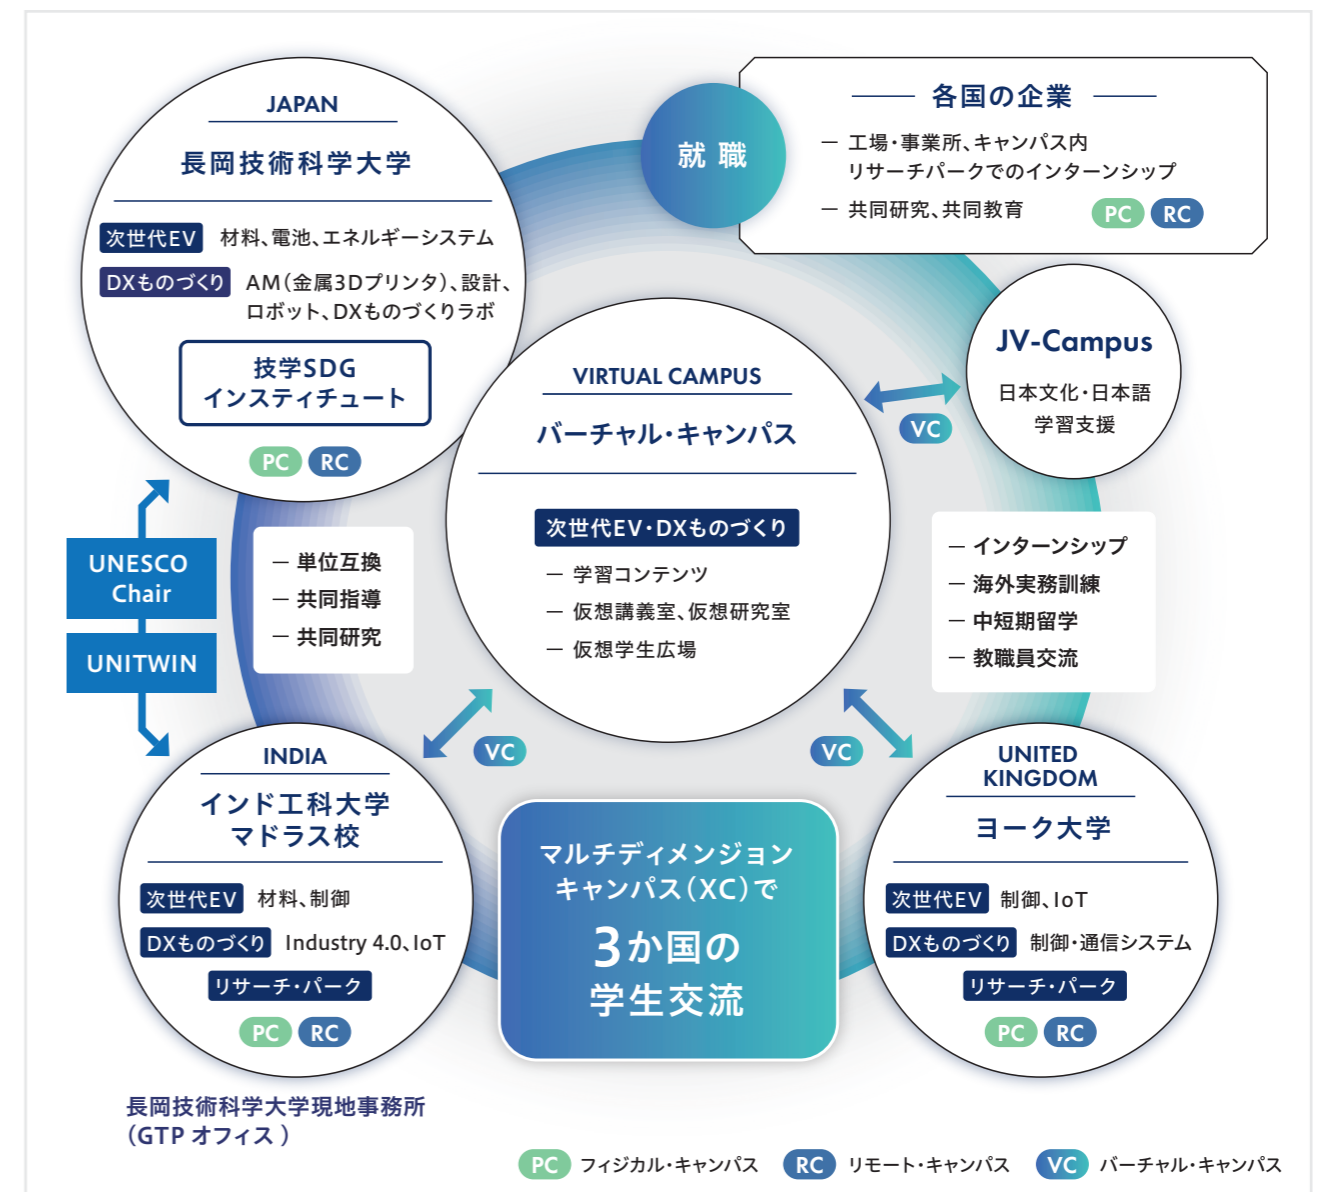 JAPAN
長岡技術科学大学
次世代EV 材料、電池、エネルギーシステム
DXものづくり AM(金属3Dプリンタ)、設計、
ロボット、DXものづくりラボ
技学SDG
インスティチュート
PC RC
就職
各国の企業
— 工場・事業所、キャンパス内
リサーチパークでのインターンシップ
— 共同研究、共同教育
PC RC
JV-Campus
日本文化・日本語
学習支援
VC
VIRTUAL CAMPUS
バーチャル・キャンパス
次世代EV・DXものづくり
— 学習コンテンツ
— 仮想講義室、仮想研究室
— 仮想学生広場
UNESCO
Chair
UNITWIN
— 単位互換
— 共同指導
— 共同研究
— インターンシップ
— 海外実務訓練
— 中短期留学
— 教職員交流
VC
VC
INDIA
インド工科大学
マドラス校
次世代EV 材料、制御
DXものづくり Industry 4.0、IoT
リサーチ・パーク
PC RC
長岡技術科学大学現地事務所
(GTP オフィス )
マルチディメンジョン
キャンパス(XC)で
3か国の
学生交流
UNITED
KINGDOM
ヨーク大学
次世代EV 制御、IoT
DXものづくり 制御・通信システム
リサーチ・パーク
PC RC
PC フィジカル・キャンパス RC リモート・キャンパス VC バーチャル・キャンパス